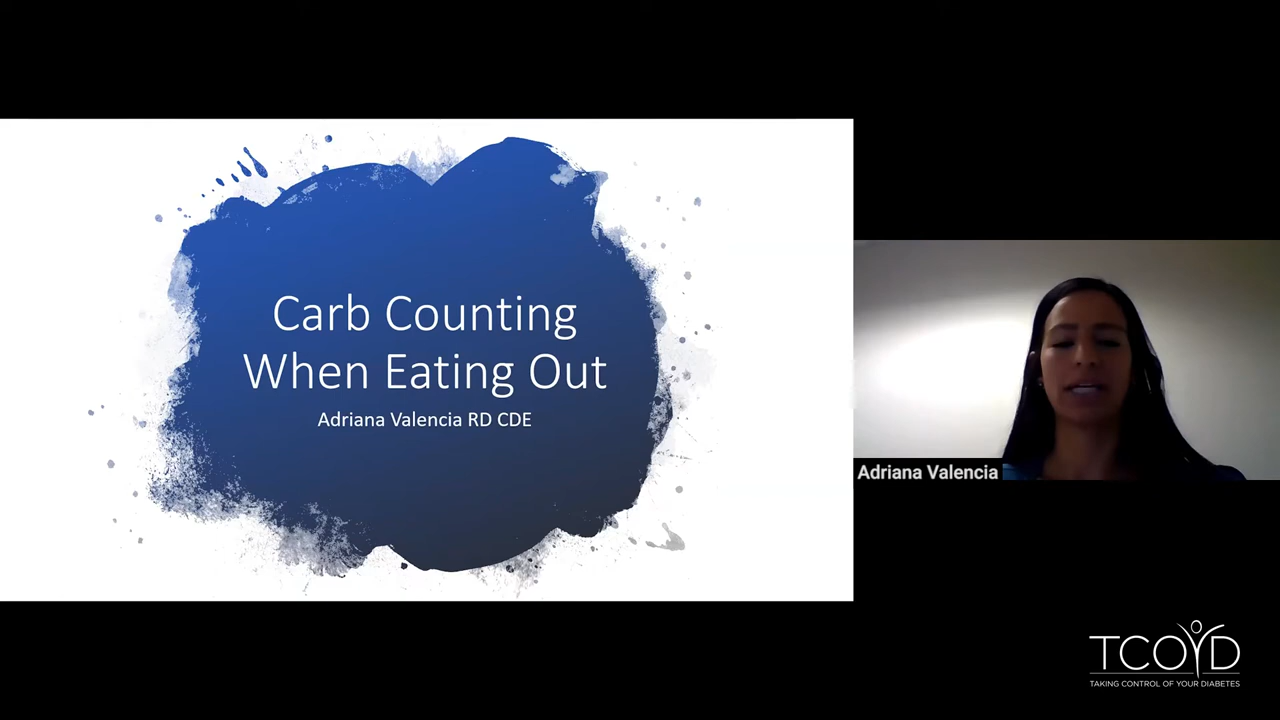 Carb Counting
When Eating Out
Adriana Valencia RD CDE
Adriana Valencia
TCOYD
TAKING CONTROL OF YOUR DIABETES